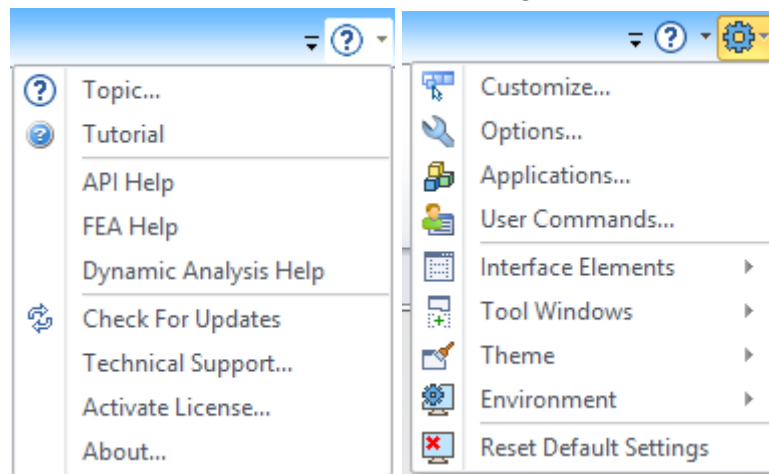 Topic...
Tutorial
API Help
FEA Help
Dynamic Analysis Help
Check For Updates
Technical Support...
Activate License...
About...
Customize...
Options...
Applications...
User Commands...
Interface Elements
Tool Windows
Theme
Environment
Reset Default Settings